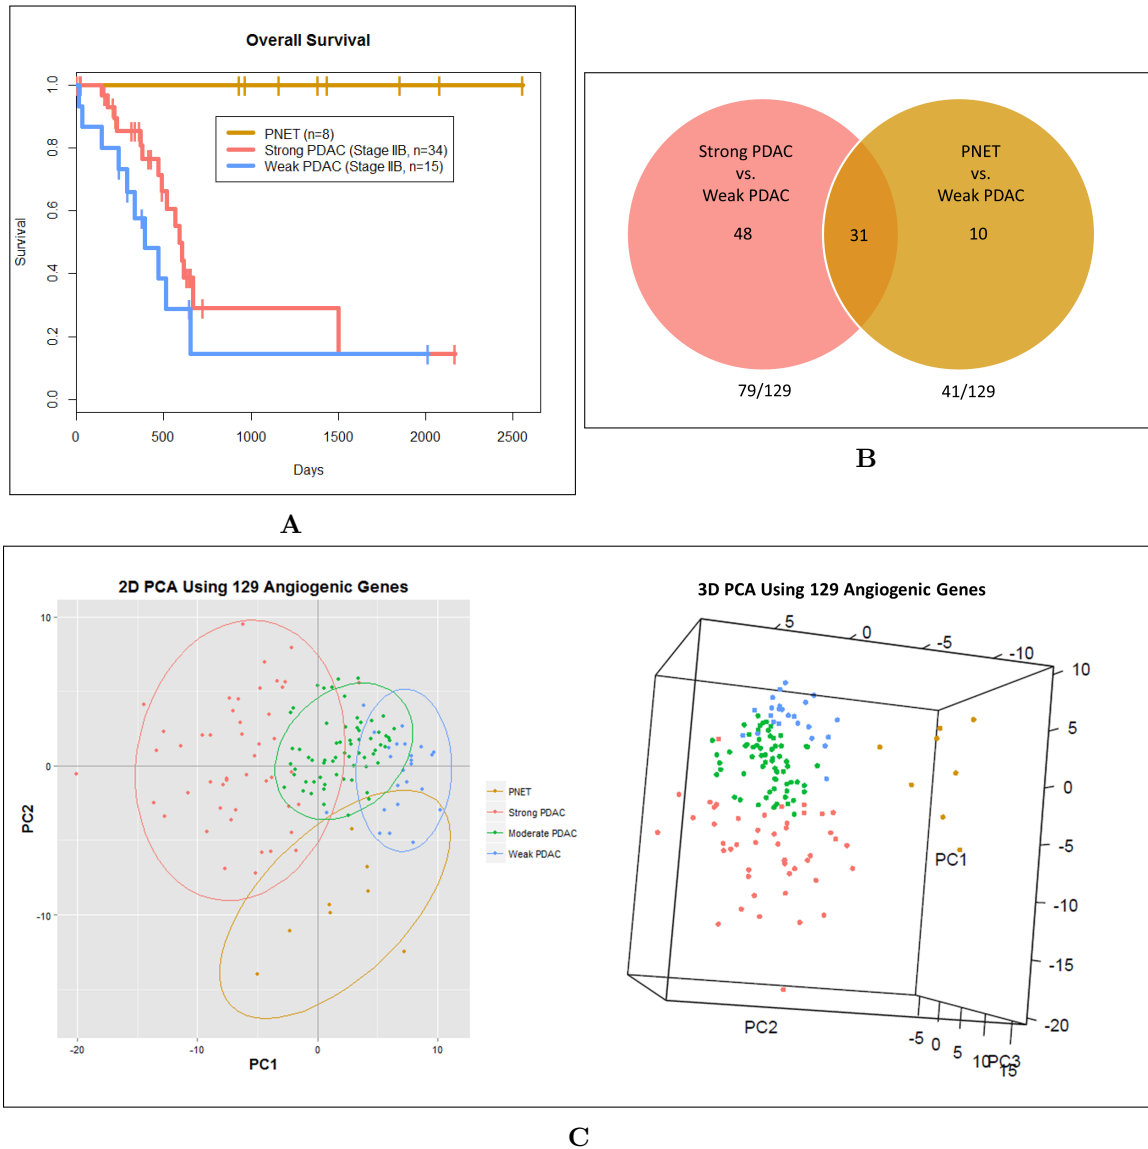 Overall Survival
Survival
1.0
0.8
0.6
0.4
0.2
0.0
PNET (n=8)
Strong PDAC (Stage IIB, n=34)
Weak PDAC (Stage IIB, n=15)
0 500 1000 1500 2000 2500
Days
A
Strong PDAC
vs.
Weak PDAC
48
31
PNET
vs.
Weak PDAC
10
79/129
41/129
B
2D PCA Using 129 Angiogenic Genes
PC2
10
0
-10
-20 -10 0 10
PC1
PNET
Strong PDAC
Moderate PDAC
Weak PDAC
3D PCA Using 129 Angiogenic Genes
5 0 -5 -10
10
5
0
-5
-10
-15
-20
PC1
PC2
-5 0 5 10 15
PC3
C